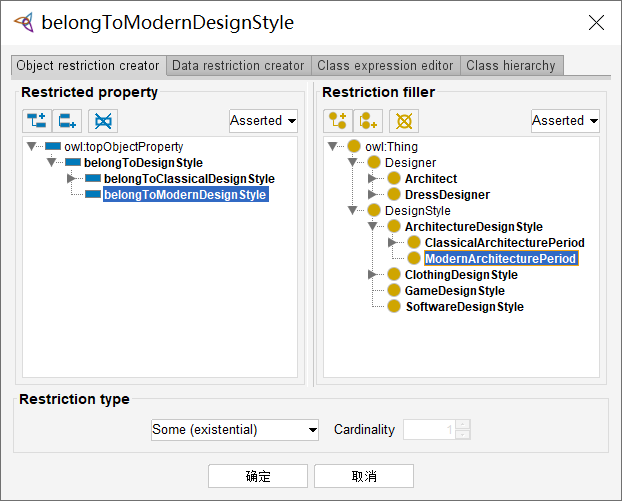 belongToModernDesignStyle
Object restriction creator
Data restriction creator
Class expression editor
Class hierarchy
Restricted property
Asserted
owl:topObjectProperty
belongToDesignStyle
belongToClassicalDesignStyle
belongToModernDesignStyle
Restriction filler
Asserted
owl:Thing
Designer
Architect
DressDesigner
DesignStyle
ArchitectureDesignStyle
ClassicalArchitecturePeriod
ModernArchitecturePeriod
ClothingDesignStyle
GameDesignStyle
SoftwareDesignStyle
Restriction type
Some (existential)
Cardinality
1
确定
取消